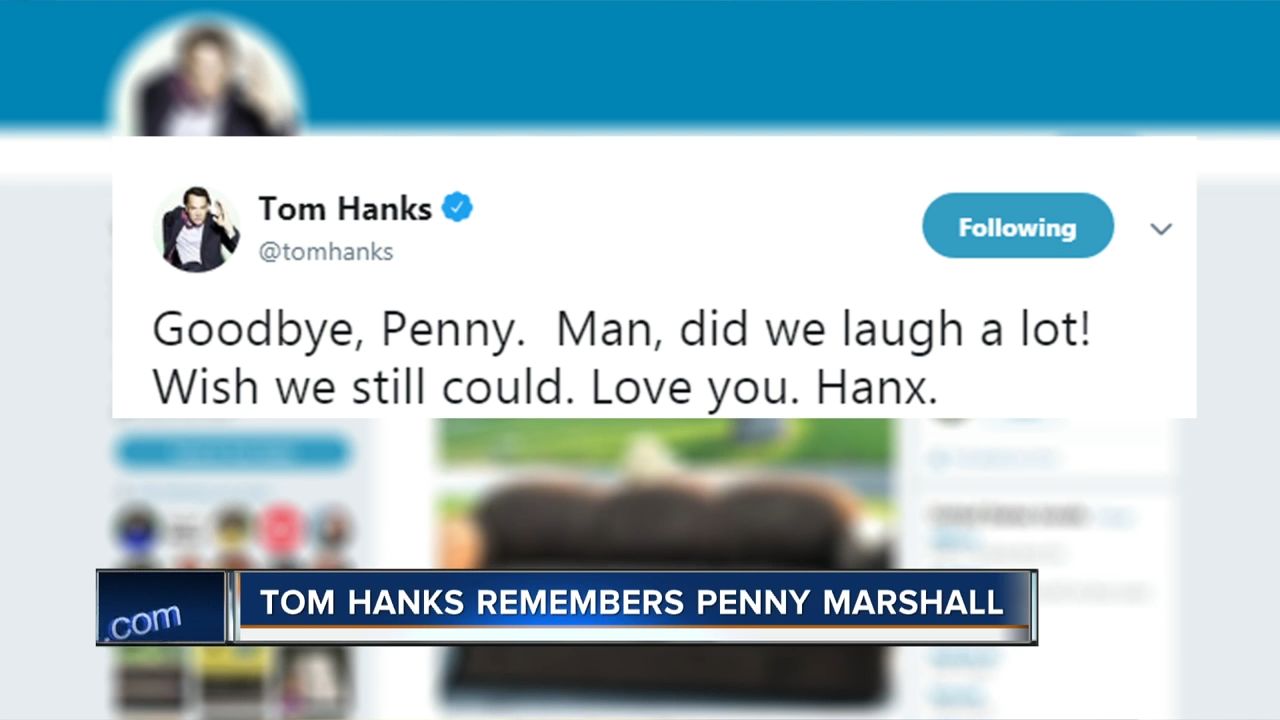 Tom Hanks
@tomhanks
Following
Goodbye, Penny.  Man, did we laugh a lot!
Wish we still could. Love you. Hanx.
.com
TOM HANKS REMEMBERS PENNY MARSHALL